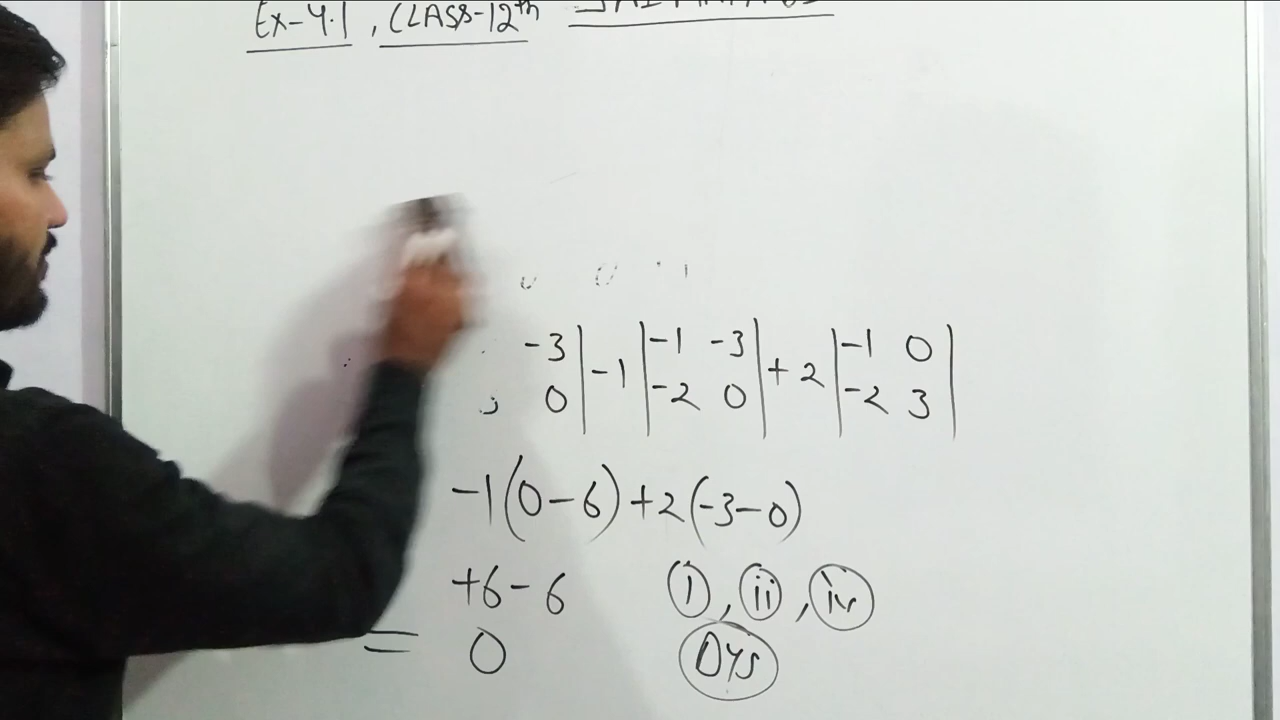 Ex-4.1, CLASS-12th
-3 | -1 | -1 -3 | +2 | -1 0 |
0 | | -2 0 | | -2 3 |
-1(0-6)+2(-3-0)
+6-6 i, ii, iv
= 0 DYS